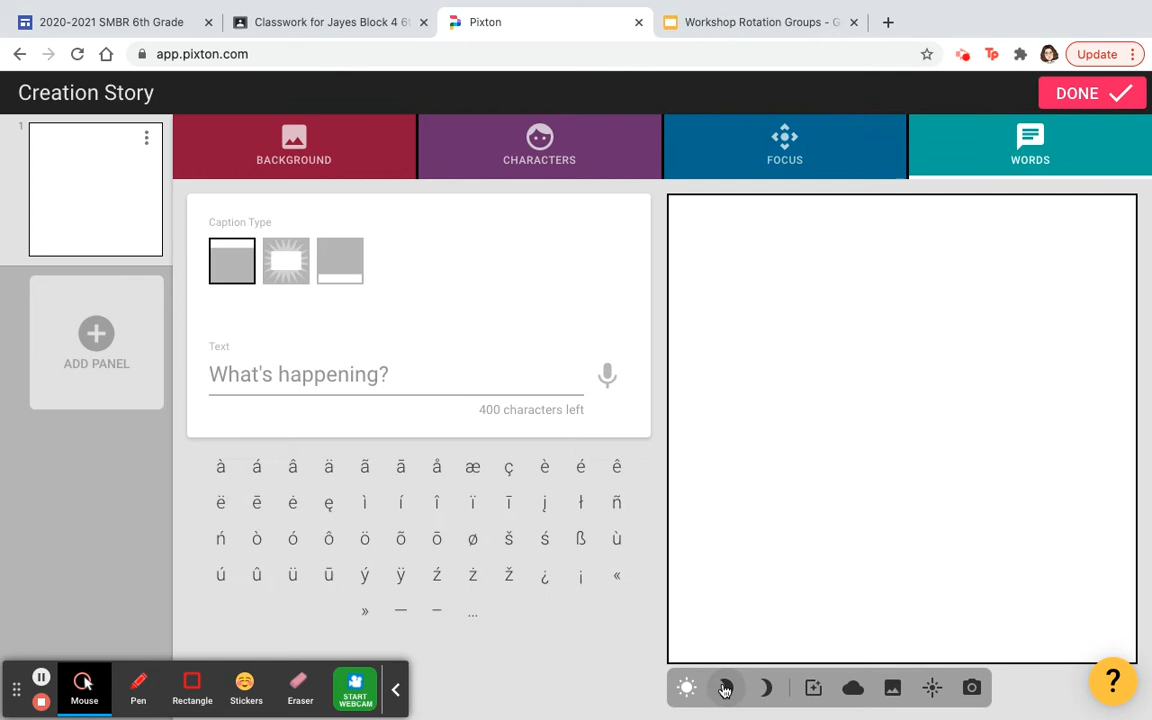 2020-2021 SMBR 6th Grade
Classwork for Jayes Block 4 6t
Pixton
Workshop Rotation Groups - G
app.pixton.com
Tp
Update
Creation Story
DONE
1
BACKGROUND
CHARACTERS
FOCUS
WORDS
Caption Type
ADD PANEL
Text
What's happening?
400 characters left
à á â ä ã ā å æ ç è é ê
ë ē ė ę ì í î ï ī į ł ñ
ń ò ó ô ö õ ō ø š ś ß ù
ú û ü ū ý ÿ ź ż ž ¿ ¡ «
» — – …
Mouse
Pen
Rectangle
Stickers
START
WEBCAM
Eraser
?